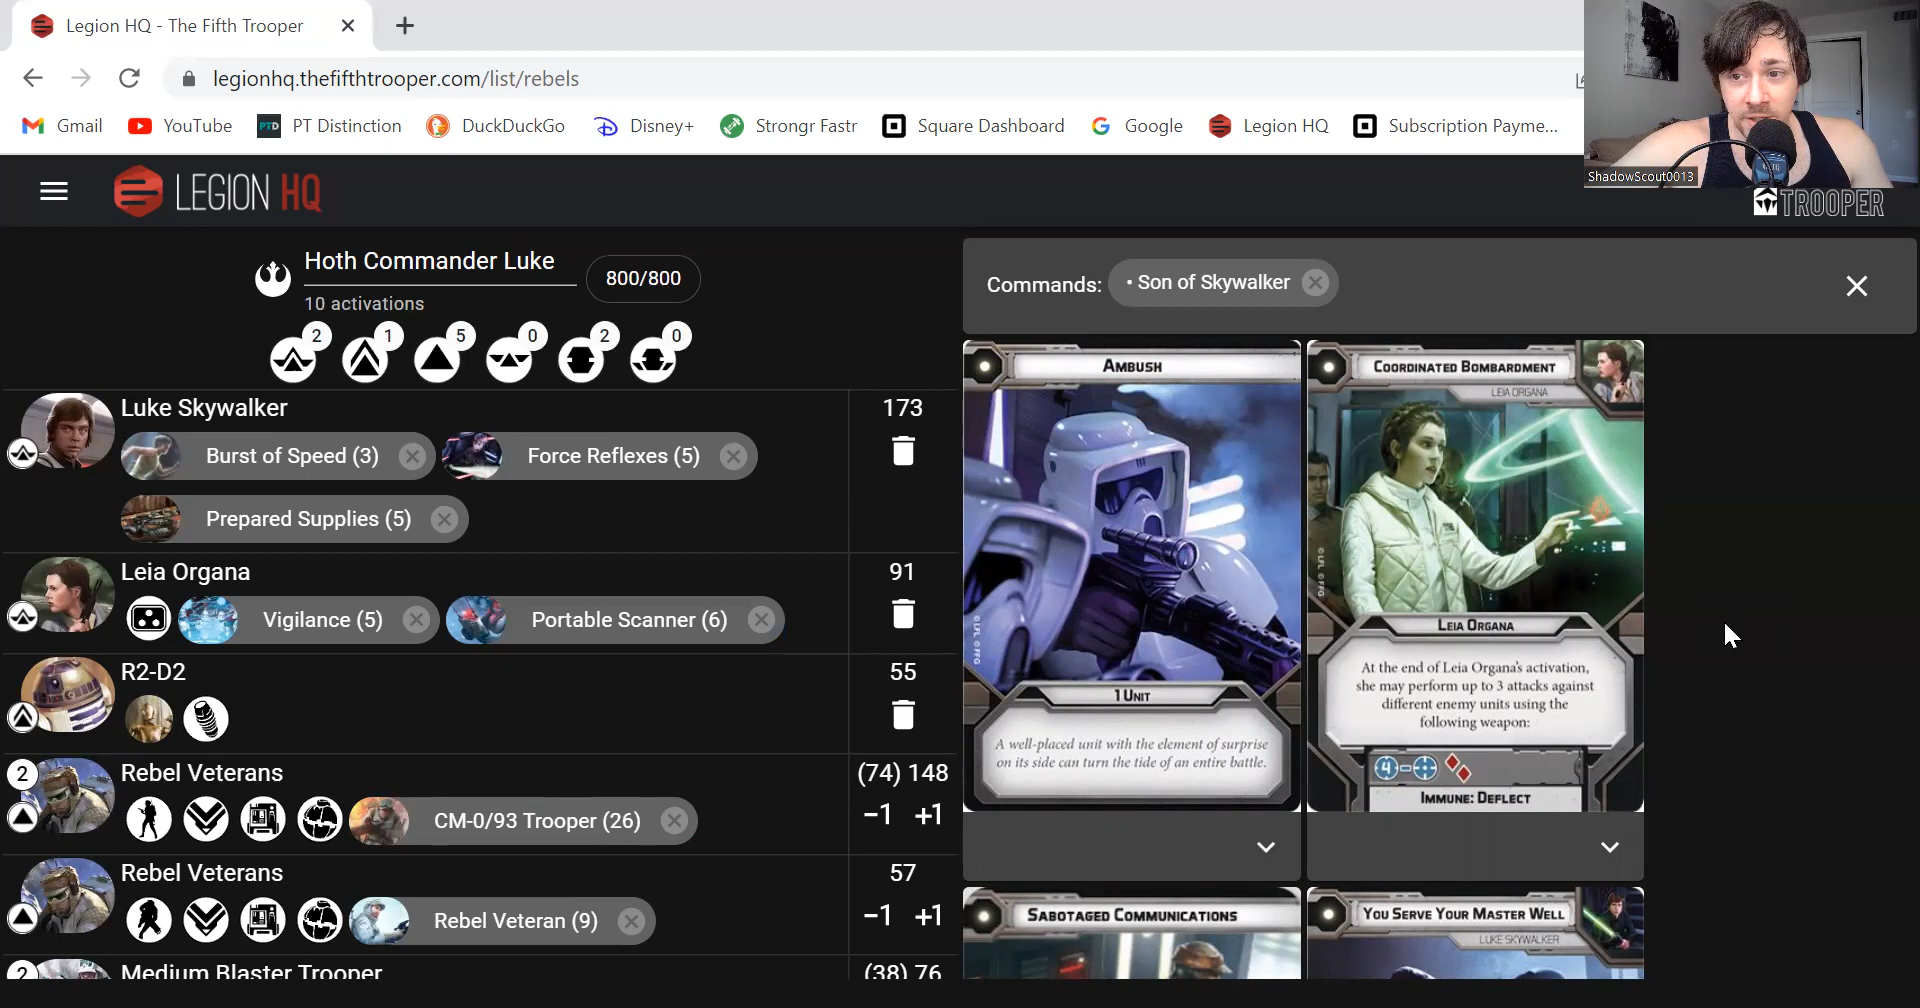 Legion HQ - The Fifth Trooper
legionhq.thefifthtrooper.com/list/rebels
Gmail
YouTube
PTD
PT Distinction
DuckDuckGo
Disney+
Strongr Fastr
Square Dashboard
Google
Legion HQ
Subscription Payme...
ShadowScout0013
LEGION HQ
TROOPER
Hoth Commander Luke
800/800
10 activations
2
1
5
0
2
0
Luke Skywalker
173
Burst of Speed (3)
Force Reflexes (5)
Prepared Supplies (5)
Leia Organa
91
Vigilance (5)
Portable Scanner (6)
R2-D2
55
2
Rebel Veterans
(74) 148
CM-0/93 Trooper (26)
−1 +1
Rebel Veterans
57
Rebel Veteran (9)
−1 +1
2
Medium Blaster Trooper
(38) 76
Commands:
• Son of Skywalker
Ambush
© LFL © FFG
1 Unit
A well-placed unit with the element of surprise
on its side can turn the tide of an entire battle.
Coordinated Bombardment
Leia Organa
© LFL © FFG
Leia Organa
At the end of Leia Organa's activation,
she may perform up to 3 attacks against
different enemy units using the
following weapon:
4
Immune: Deflect
Sabotaged Communications
You Serve Your Master Well
Luke Skywalker